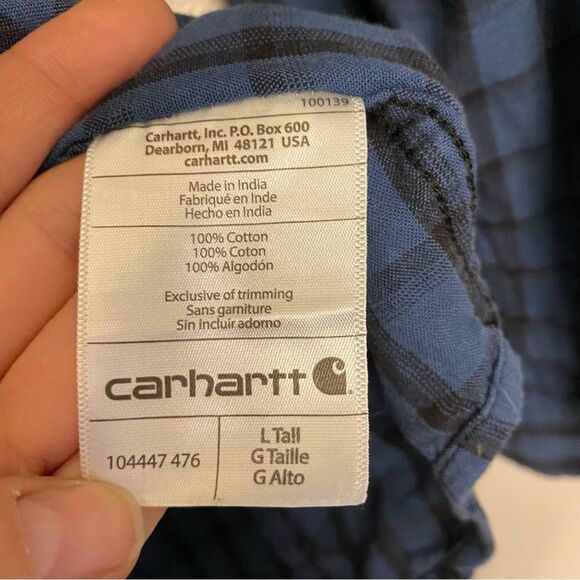 100139
Carhartt, Inc. P.O. Box 600
Dearborn, MI 48121 USA
carhartt.com
Made in India
Fabriqué en Inde
Hecho en India
100% Cotton
100% Coton
100% Algodón
Exclusive of trimming
Sans garniture
Sin incluir adorno
carhartt
104447 476
L Tall
G Taille
G Alto